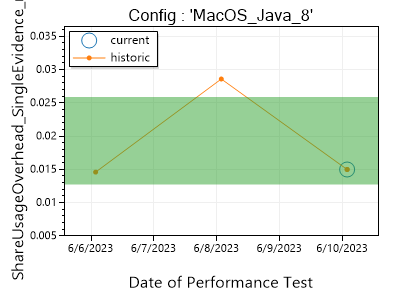 Config : 'MacOS_Java_8'
current
historic
0.035
0.03
0.025
0.02
0.015
0.01
0.005
ShareUsageOverhead_SingleEvidence_
6/6/2023
6/7/2023
6/8/2023
6/9/2023
6/10/2023
Date of Performance Test